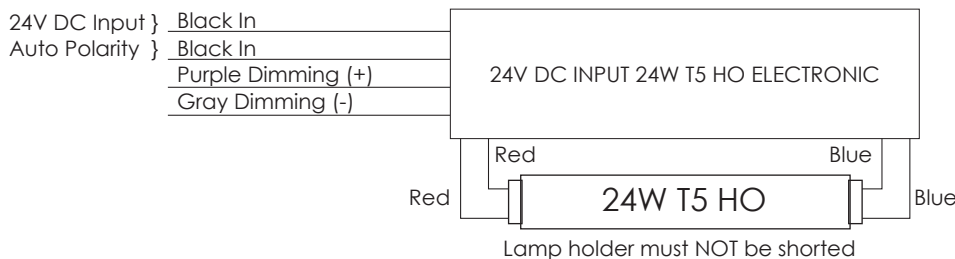 24V DC Input } Black In
Auto Polarity } Black In
Purple Dimming (+)
Gray Dimming (-)
24V DC INPUT 24W T5 HO ELECTRONIC
Red
Blue
Red
24W T5 HO
Blue
Lamp holder must NOT be shorted